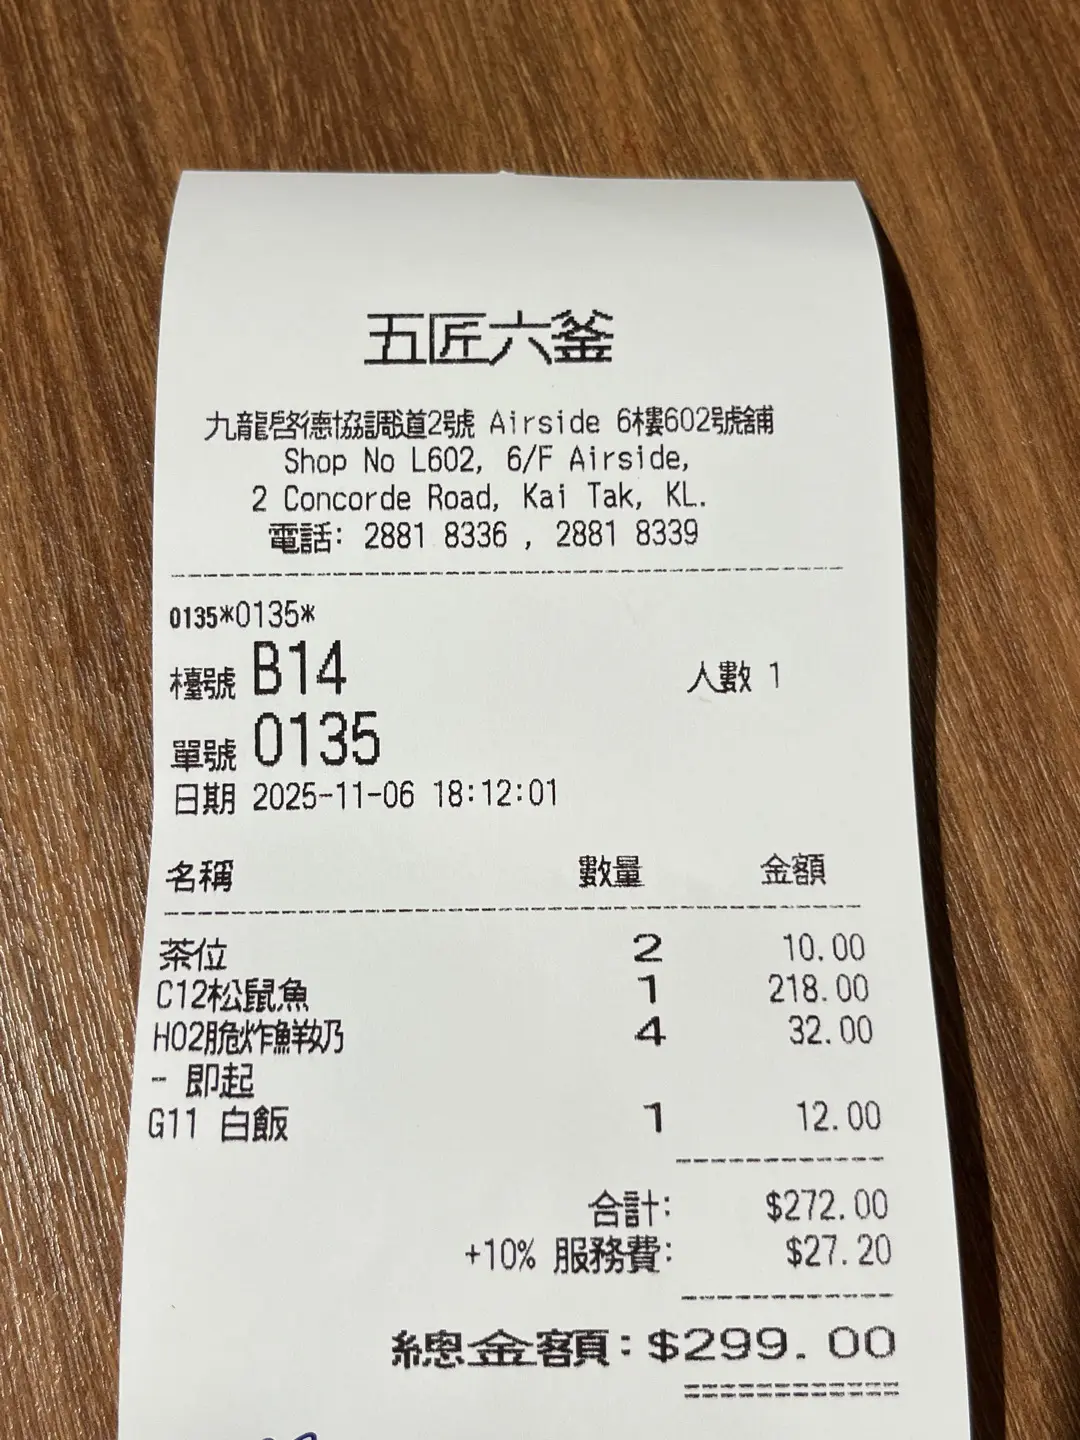 五匠六釜
九龍啓德協調道2號 Airside 6樓602號舖
Shop No L602, 6/F Airside,
2 Concorde Road, Kai Tak, KL.
電話: 2881 8336 , 2881 8339
0135*0135*
檯號 B14 人數 1
單號 0135
日期 2025-11-06 18:12:01
名稱 數量 金額
茶位 2 10.00
C12松鼠魚 1 218.00
H02脆炸鮮奶 4 32.00
- 即起
G11 白飯 1 12.00
合計: $272.00
+10% 服務費: $27.20
總金額: $299.00